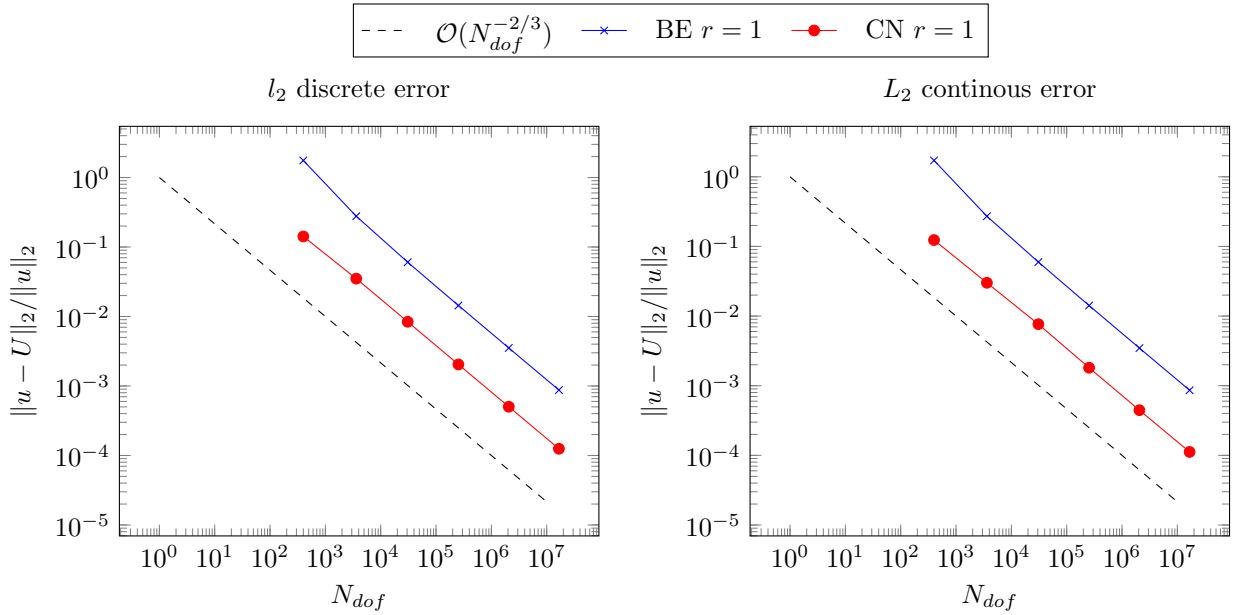 $\mathcal{O}(N_{dof}^{-2/3})$ BE $r = 1$ CN $r = 1$
$l_2$ discrete error
$10^0$
$10^{-1}$
$10^{-2}$
$10^{-3}$
$10^{-4}$
$10^{-5}$
$\|u - U\|_2/\|u\|_2$
$10^0$ $10^1$ $10^2$ $10^3$ $10^4$ $10^5$ $10^6$ $10^7$
$N_{dof}$
$L_2$ continous error
$10^0$
$10^{-1}$
$10^{-2}$
$10^{-3}$
$10^{-4}$
$10^{-5}$
$\|u - U\|_2/\|u\|_2$
$10^0$ $10^1$ $10^2$ $10^3$ $10^4$ $10^5$ $10^6$ $10^7$
$N_{dof}$